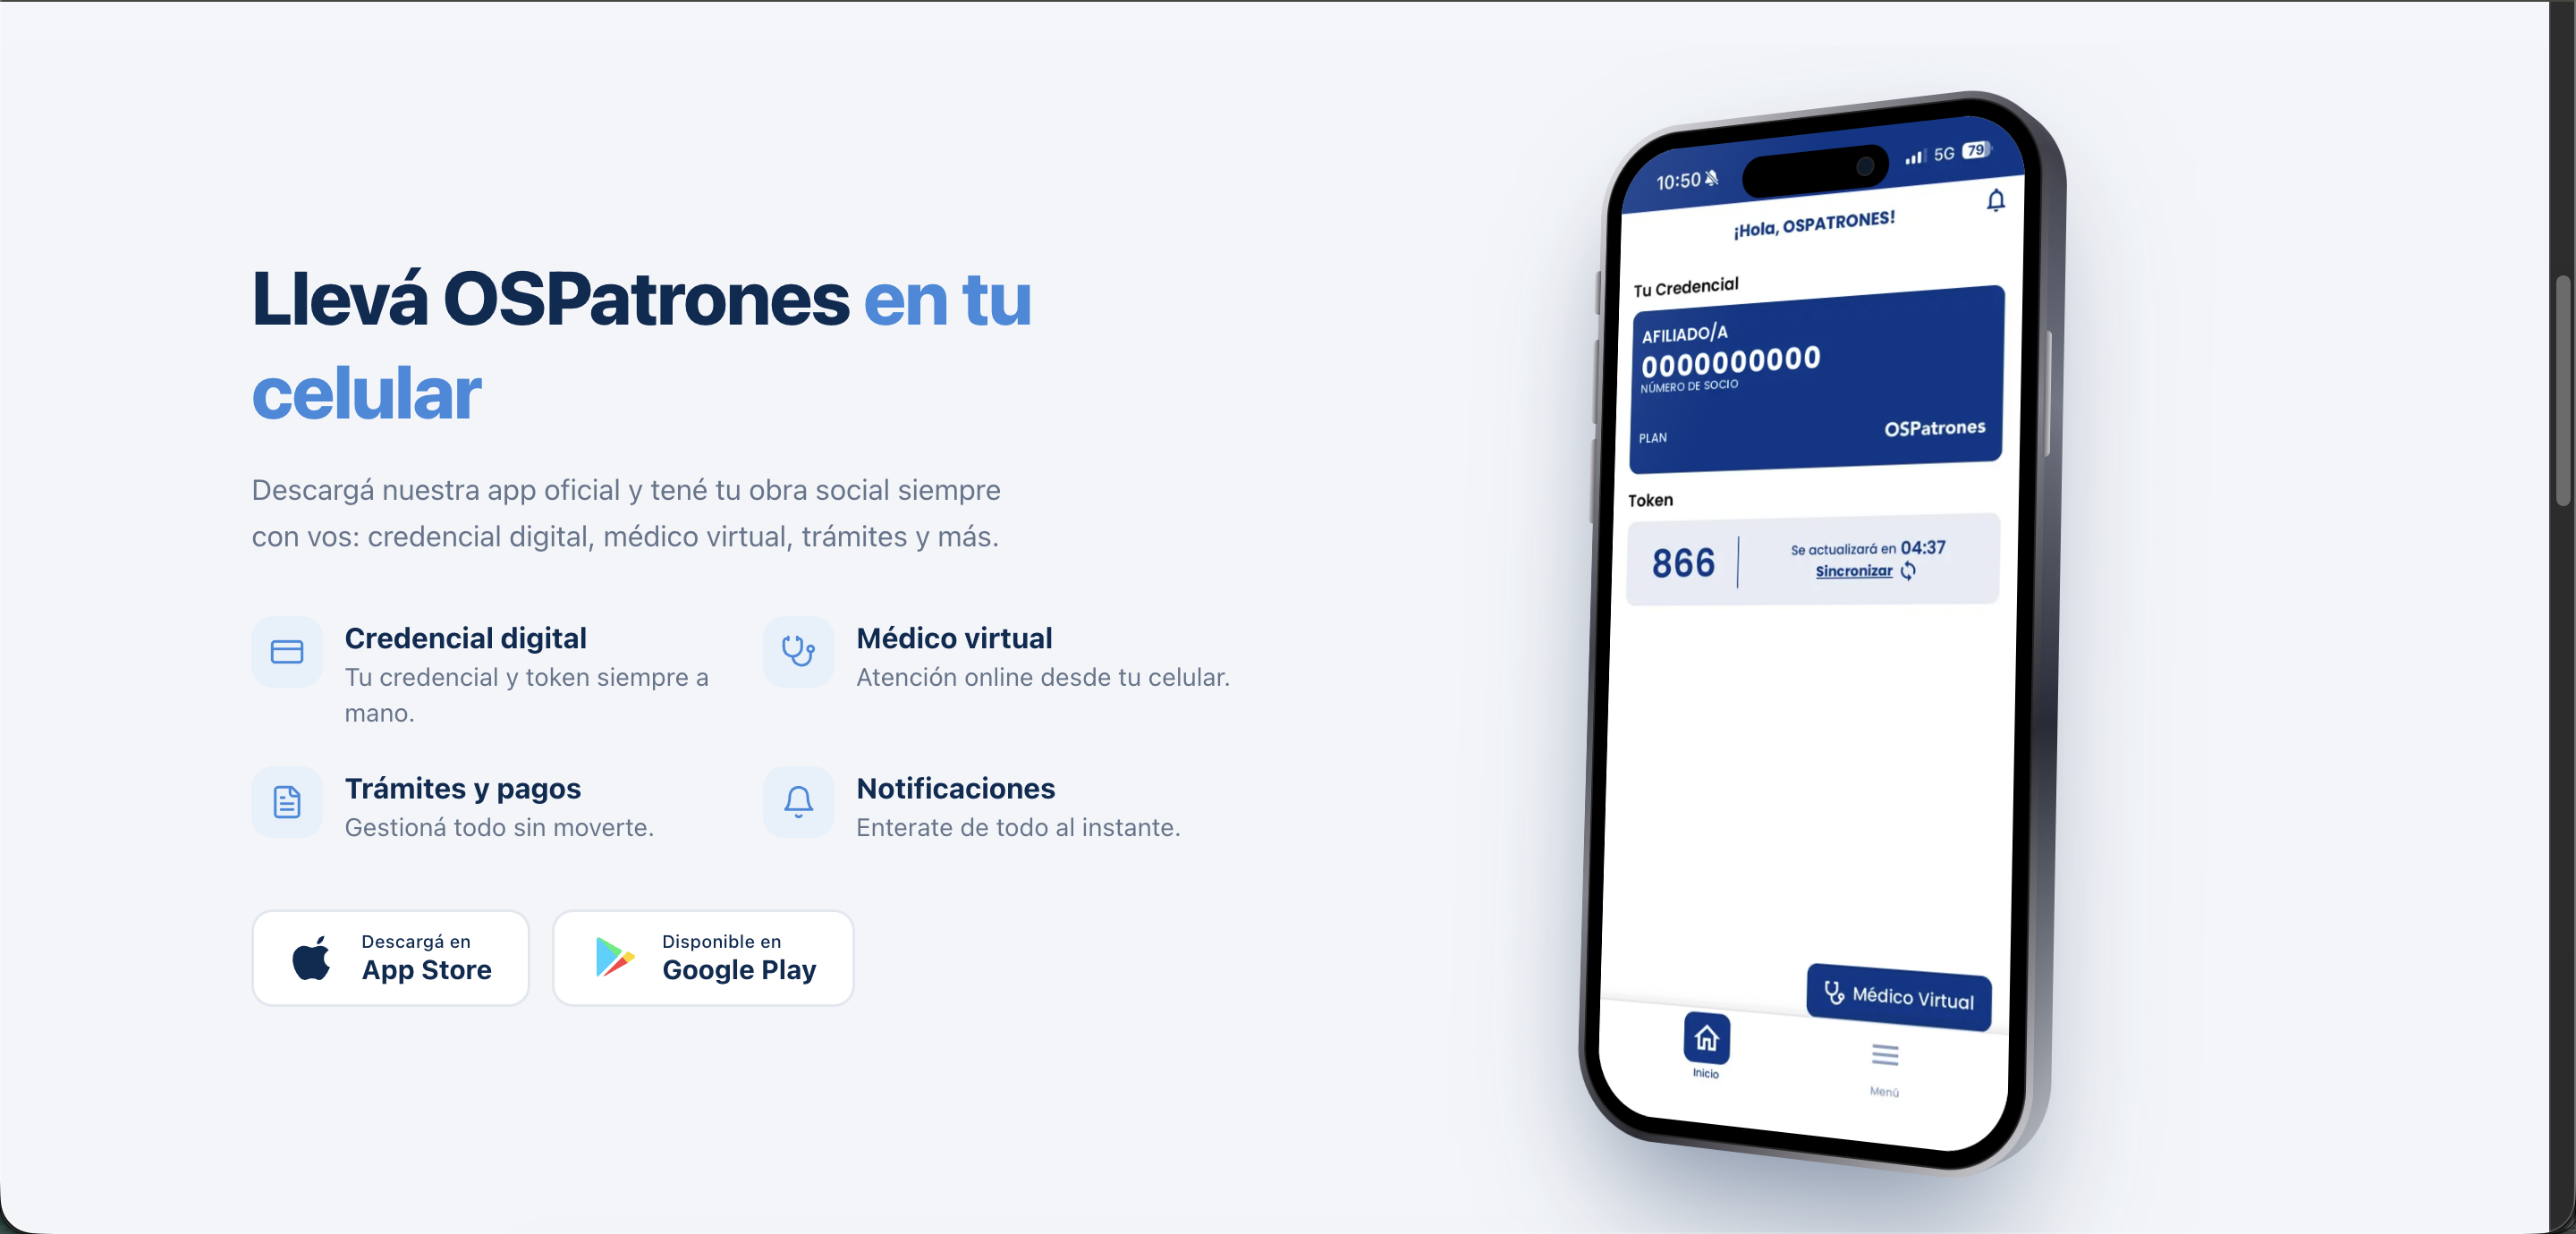 Llevá OSPatrones en tu
celular
Descargá nuestra app oficial y tené tu obra social siempre
con vos: credencial digital, médico virtual, trámites y más.
Credencial digital
Tu credencial y token siempre a
mano.
Médico virtual
Atención online desde tu celular.
Trámites y pagos
Gestioná todo sin moverte.
Notificaciones
Enterate de todo al instante.
Descargá en
App Store
Disponible en
Google Play
10:50
5G 79
¡Hola, OSPATRONES!
Tu Credencial
AFILIADO/A
0000000000
NÚMERO DE SOCIO
PLAN
OSPatrones
Token
866
Se actualizará en 04:37
Sincronizar
Médico Virtual
Inicio
Menú